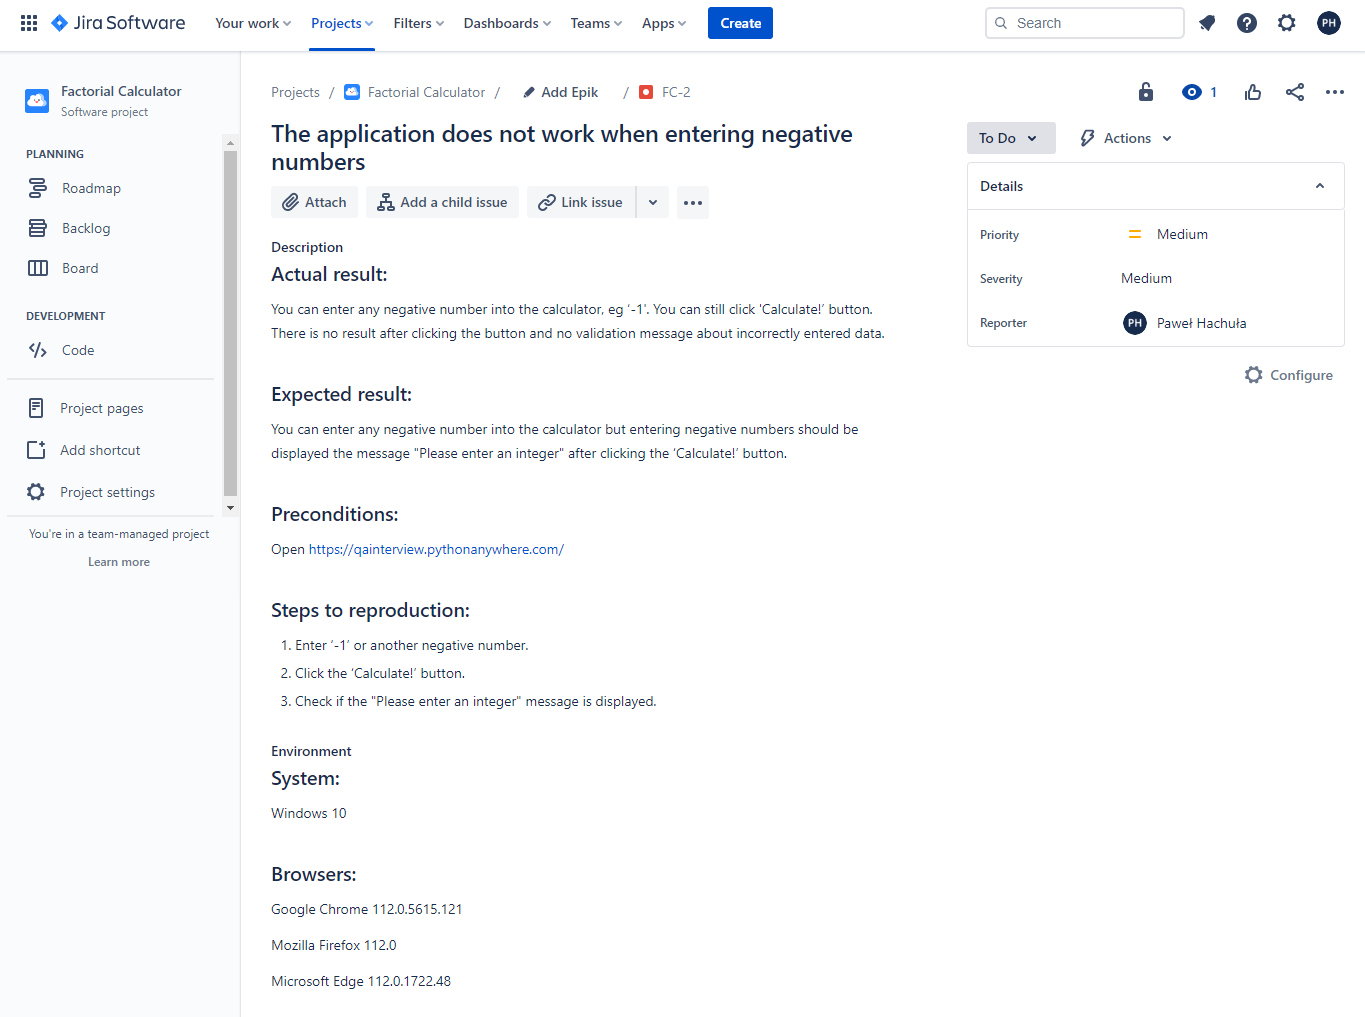 Jira Software Your work Projects Filters Dashboards Teams Apps Create Search PH
Factorial Calculator
Software project
PLANNING
Roadmap
Backlog
Board
DEVELOPMENT
Code
Project pages
Add shortcut
Project settings
You're in a team-managed project
Learn more
Projects / Factorial Calculator / Add Epik / FC-2
1
The application does not work when entering negative
numbers
Attach Add a child issue Link issue
Description
Actual result:
You can enter any negative number into the calculator, eg ‘-1'. You can still click 'Calculate!’ button.
There is no result after clicking the button and no validation message about incorrectly entered data.
Expected result:
You can enter any negative number into the calculator but entering negative numbers should be
displayed the message "Please enter an integer" after clicking the ‘Calculate!’ button.
Preconditions:
Open https://qainterview.pythonanywhere.com/
Steps to reproduction:
1. Enter ‘-1’ or another negative number.
2. Click the ‘Calculate!’ button.
3. Check if the "Please enter an integer" message is displayed.
Environment
System:
Windows 10
Browsers:
Google Chrome 112.0.5615.121
Mozilla Firefox 112.0
Microsoft Edge 112.0.1722.48
To Do Actions
Details
Priority Medium
Severity Medium
Reporter PH Paweł Hachuła
Configure